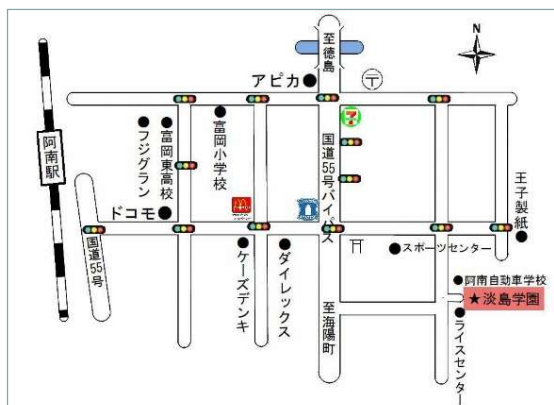 至徳島
アピカ
〒
フジグラン
富岡東高校
富岡小学校
国道55号バイパス
阿南駅
王子製紙
ドコモ
国道55号
スポーツセンター
ケーズデンキ
ダイレックス
至海陽町
阿南自動車学校
★淡島学園
ライスセンター
N
7